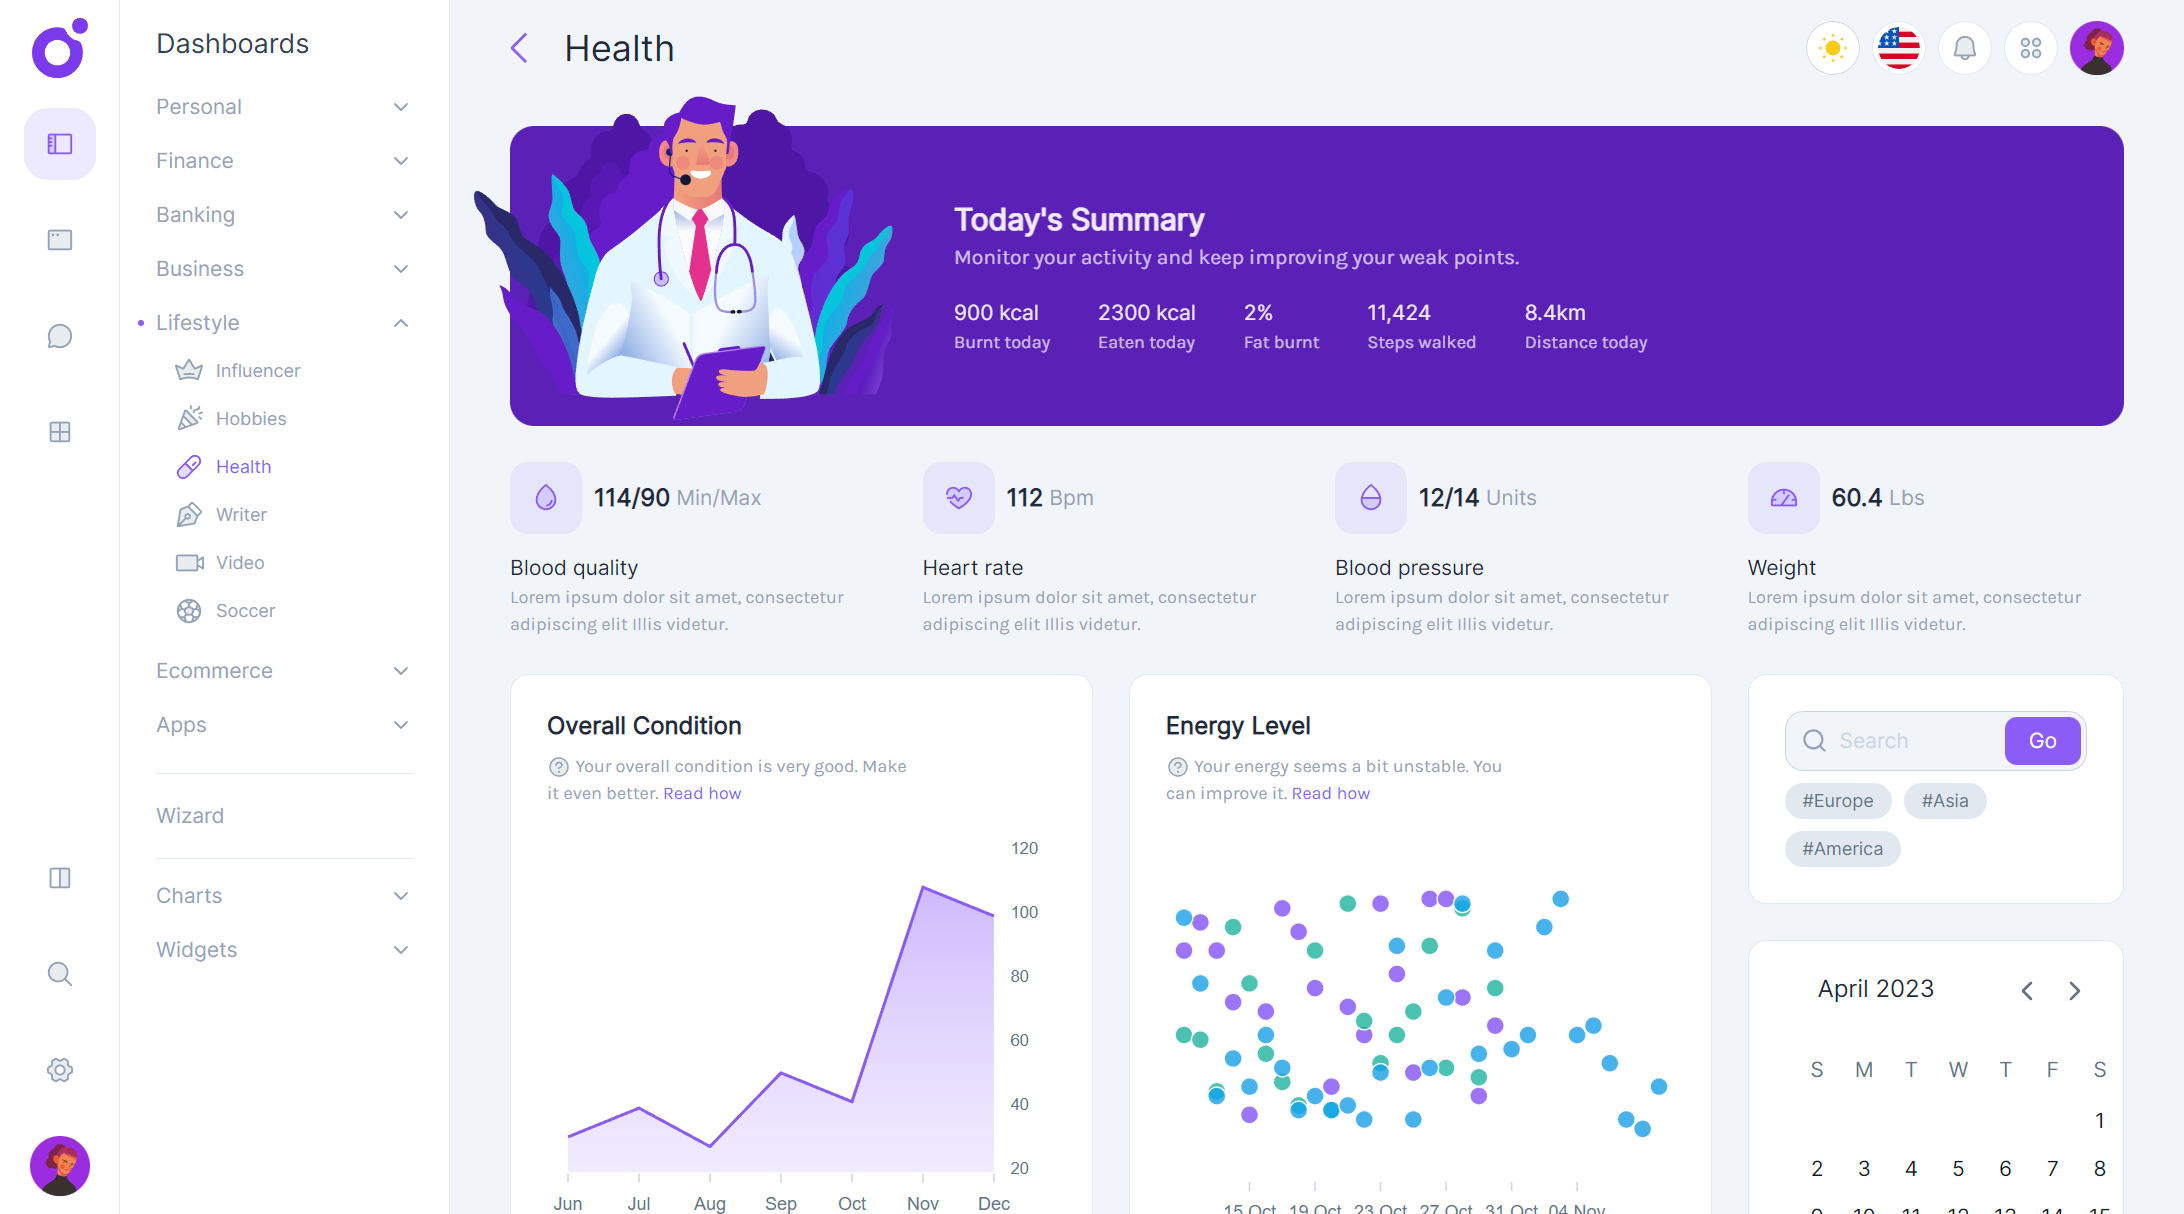 Dashboards
Personal
Finance
Banking
Business
Lifestyle
Influencer
Hobbies
Health
Writer
Video
Soccer
Ecommerce
Apps
Wizard
Charts
Widgets
Health
Today's Summary
Monitor your activity and keep improving your weak points.
900 kcal
Burnt today
2300 kcal
Eaten today
2%
Fat burnt
11,424
Steps walked
8.4km
Distance today
114/90 Min/Max
Blood quality
Lorem ipsum dolor sit amet, consectetur
adipiscing elit Illis videtur.
112 Bpm
Heart rate
Lorem ipsum dolor sit amet, consectetur
adipiscing elit Illis videtur.
12/14 Units
Blood pressure
Lorem ipsum dolor sit amet, consectetur
adipiscing elit Illis videtur.
60.4 Lbs
Weight
Lorem ipsum dolor sit amet, consectetur
adipiscing elit Illis videtur.
Overall Condition
Your overall condition is very good. Make
it even better. Read how
120
100
80
60
40
20
Jun Jul Aug Sep Oct Nov Dec
Energy Level
Your energy seems a bit unstable. You
can improve it. Read how
15 Oct 19 Oct 23 Oct 27 Oct 31 Oct 04 Nov
Search Go
#Europe #Asia
#America
April 2023
S M T W T F S
1
2 3 4 5 6 7 8
9 10 11 12 13 14 15